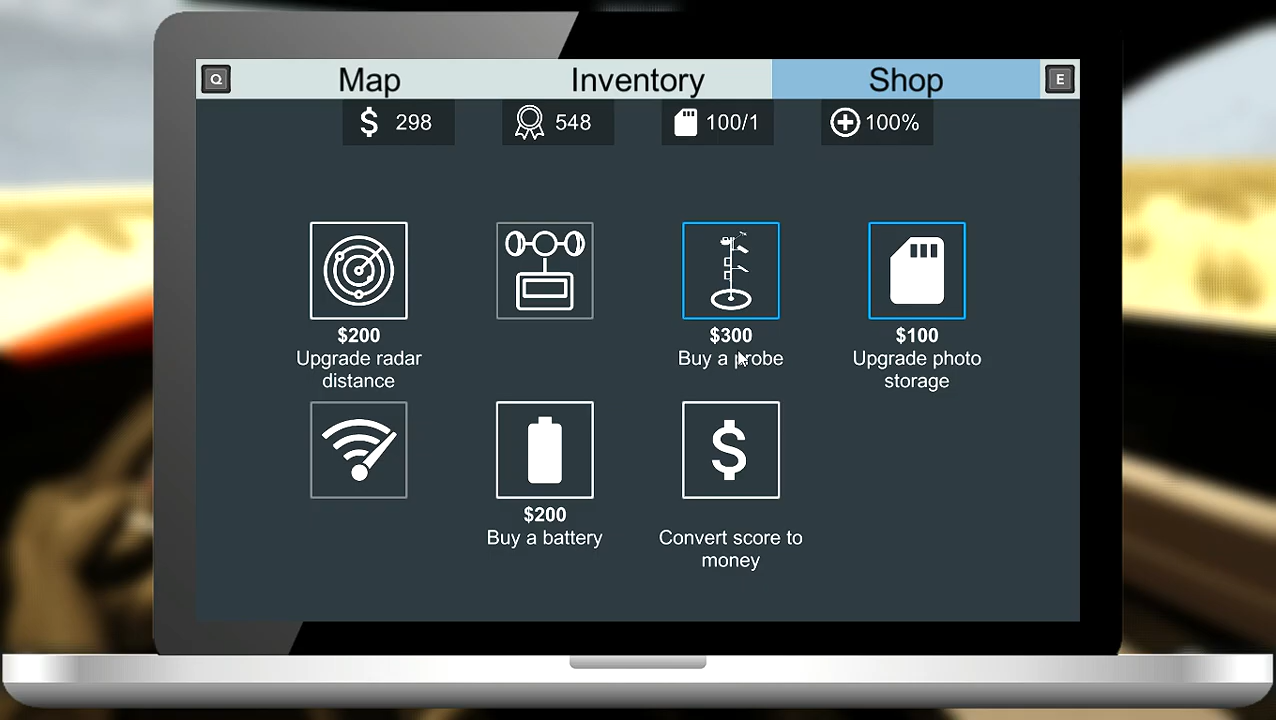 Q Map Inventory Shop E
$ 298 548 100/1 100%
$200 $300 $100
Upgrade radar distance
Buy a probe
Upgrade photo storage
$
$200
Buy a battery
Convert score to money